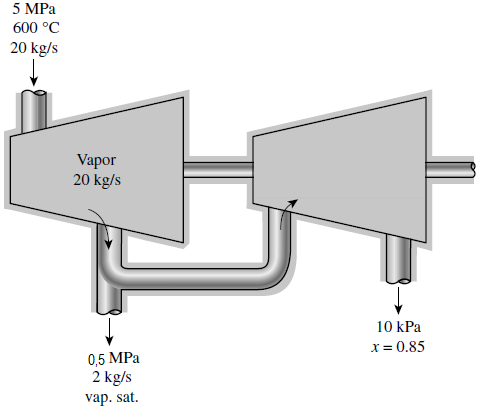 5 MPa
600 °C
20 kg/s
Vapor
20 kg/s
0,5 MPa
2 kg/s
vap. sat.
10 kPa
x = 0.85